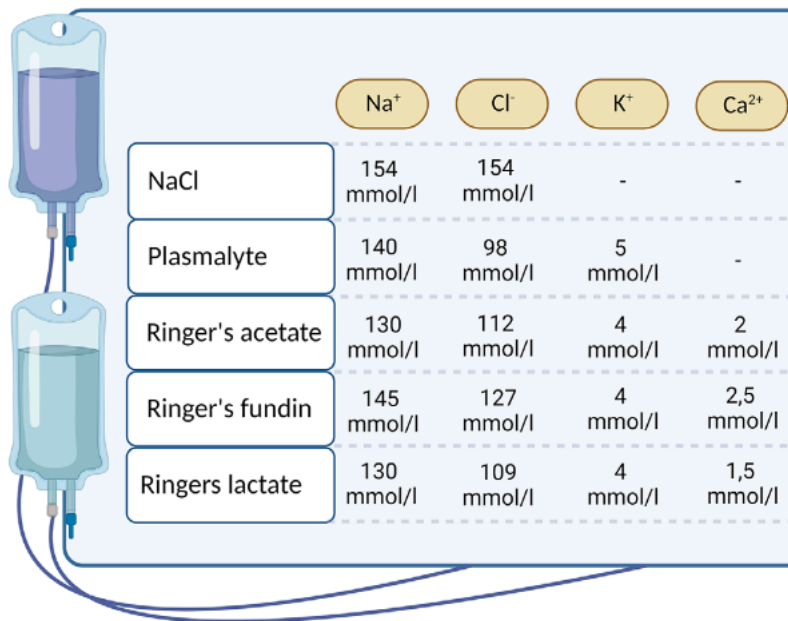 Na⁺ Cl⁻ K⁺ Ca²⁺
NaCl 154 mmol/l 154 mmol/l - -
Plasmalyte 140 mmol/l 98 mmol/l 5 mmol/l -
Ringer's acetate 130 mmol/l 112 mmol/l 4 mmol/l 2 mmol/l
Ringer's fundin 145 mmol/l 127 mmol/l 4 mmol/l 2,5 mmol/l
Ringers lactate 130 mmol/l 109 mmol/l 4 mmol/l 1,5 mmol/l